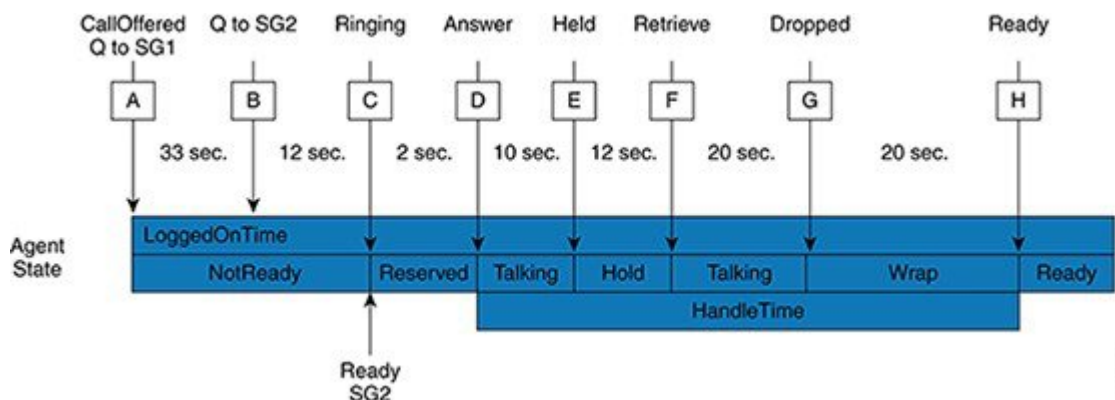 CallOffered Q to SG2 Ringing Answer Held Retrieve Dropped Ready
Q to SG1
A B C D E F G H
33 sec. 12 sec. 2 sec. 10 sec. 12 sec. 20 sec. 20 sec.
LoggedOnTime
Agent
State
NotReady Reserved Talking Hold Talking Wrap Ready
HandleTime
Ready
SG2